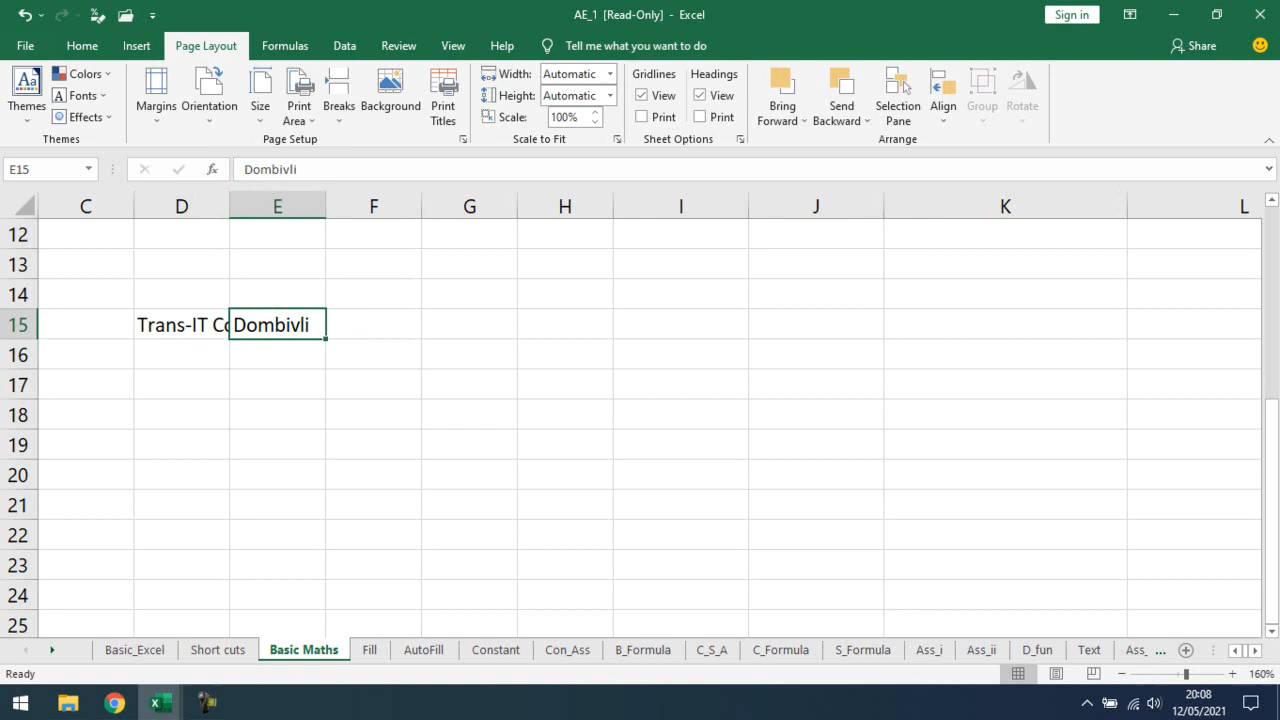 AE_1 [Read-Only] - Excel
Sign in
File Home Insert Page Layout Formulas Data Review View Help Tell me what you want to do Share
Aa Themes
Colors
Fonts
Effects
Themes
Margins
Orientation
Size
Print Area
Breaks
Background
Print Titles
Page Setup
Width: Automatic
Height: Automatic
Scale: 100%
Scale to Fit
Gridlines
View
Print
Headings
View
Print
Sheet Options
Bring Forward
Send Backward
Selection Pane
Align
Group
Rotate
Arrange
E15 fx Dombivli
C D E F G H I J K L
12
13
14
15 Trans-IT Co Dombivli
16
17
18
19
20
21
22
23
24
25
Basic_Excel Short cuts Basic Maths Fill AutoFill Constant Con_Ass B_Formula C_S_A C_Formula S_Formula Ass_i Ass_ii D_fun Text Ass_ ...
Ready 160%
20:08
12/05/2021